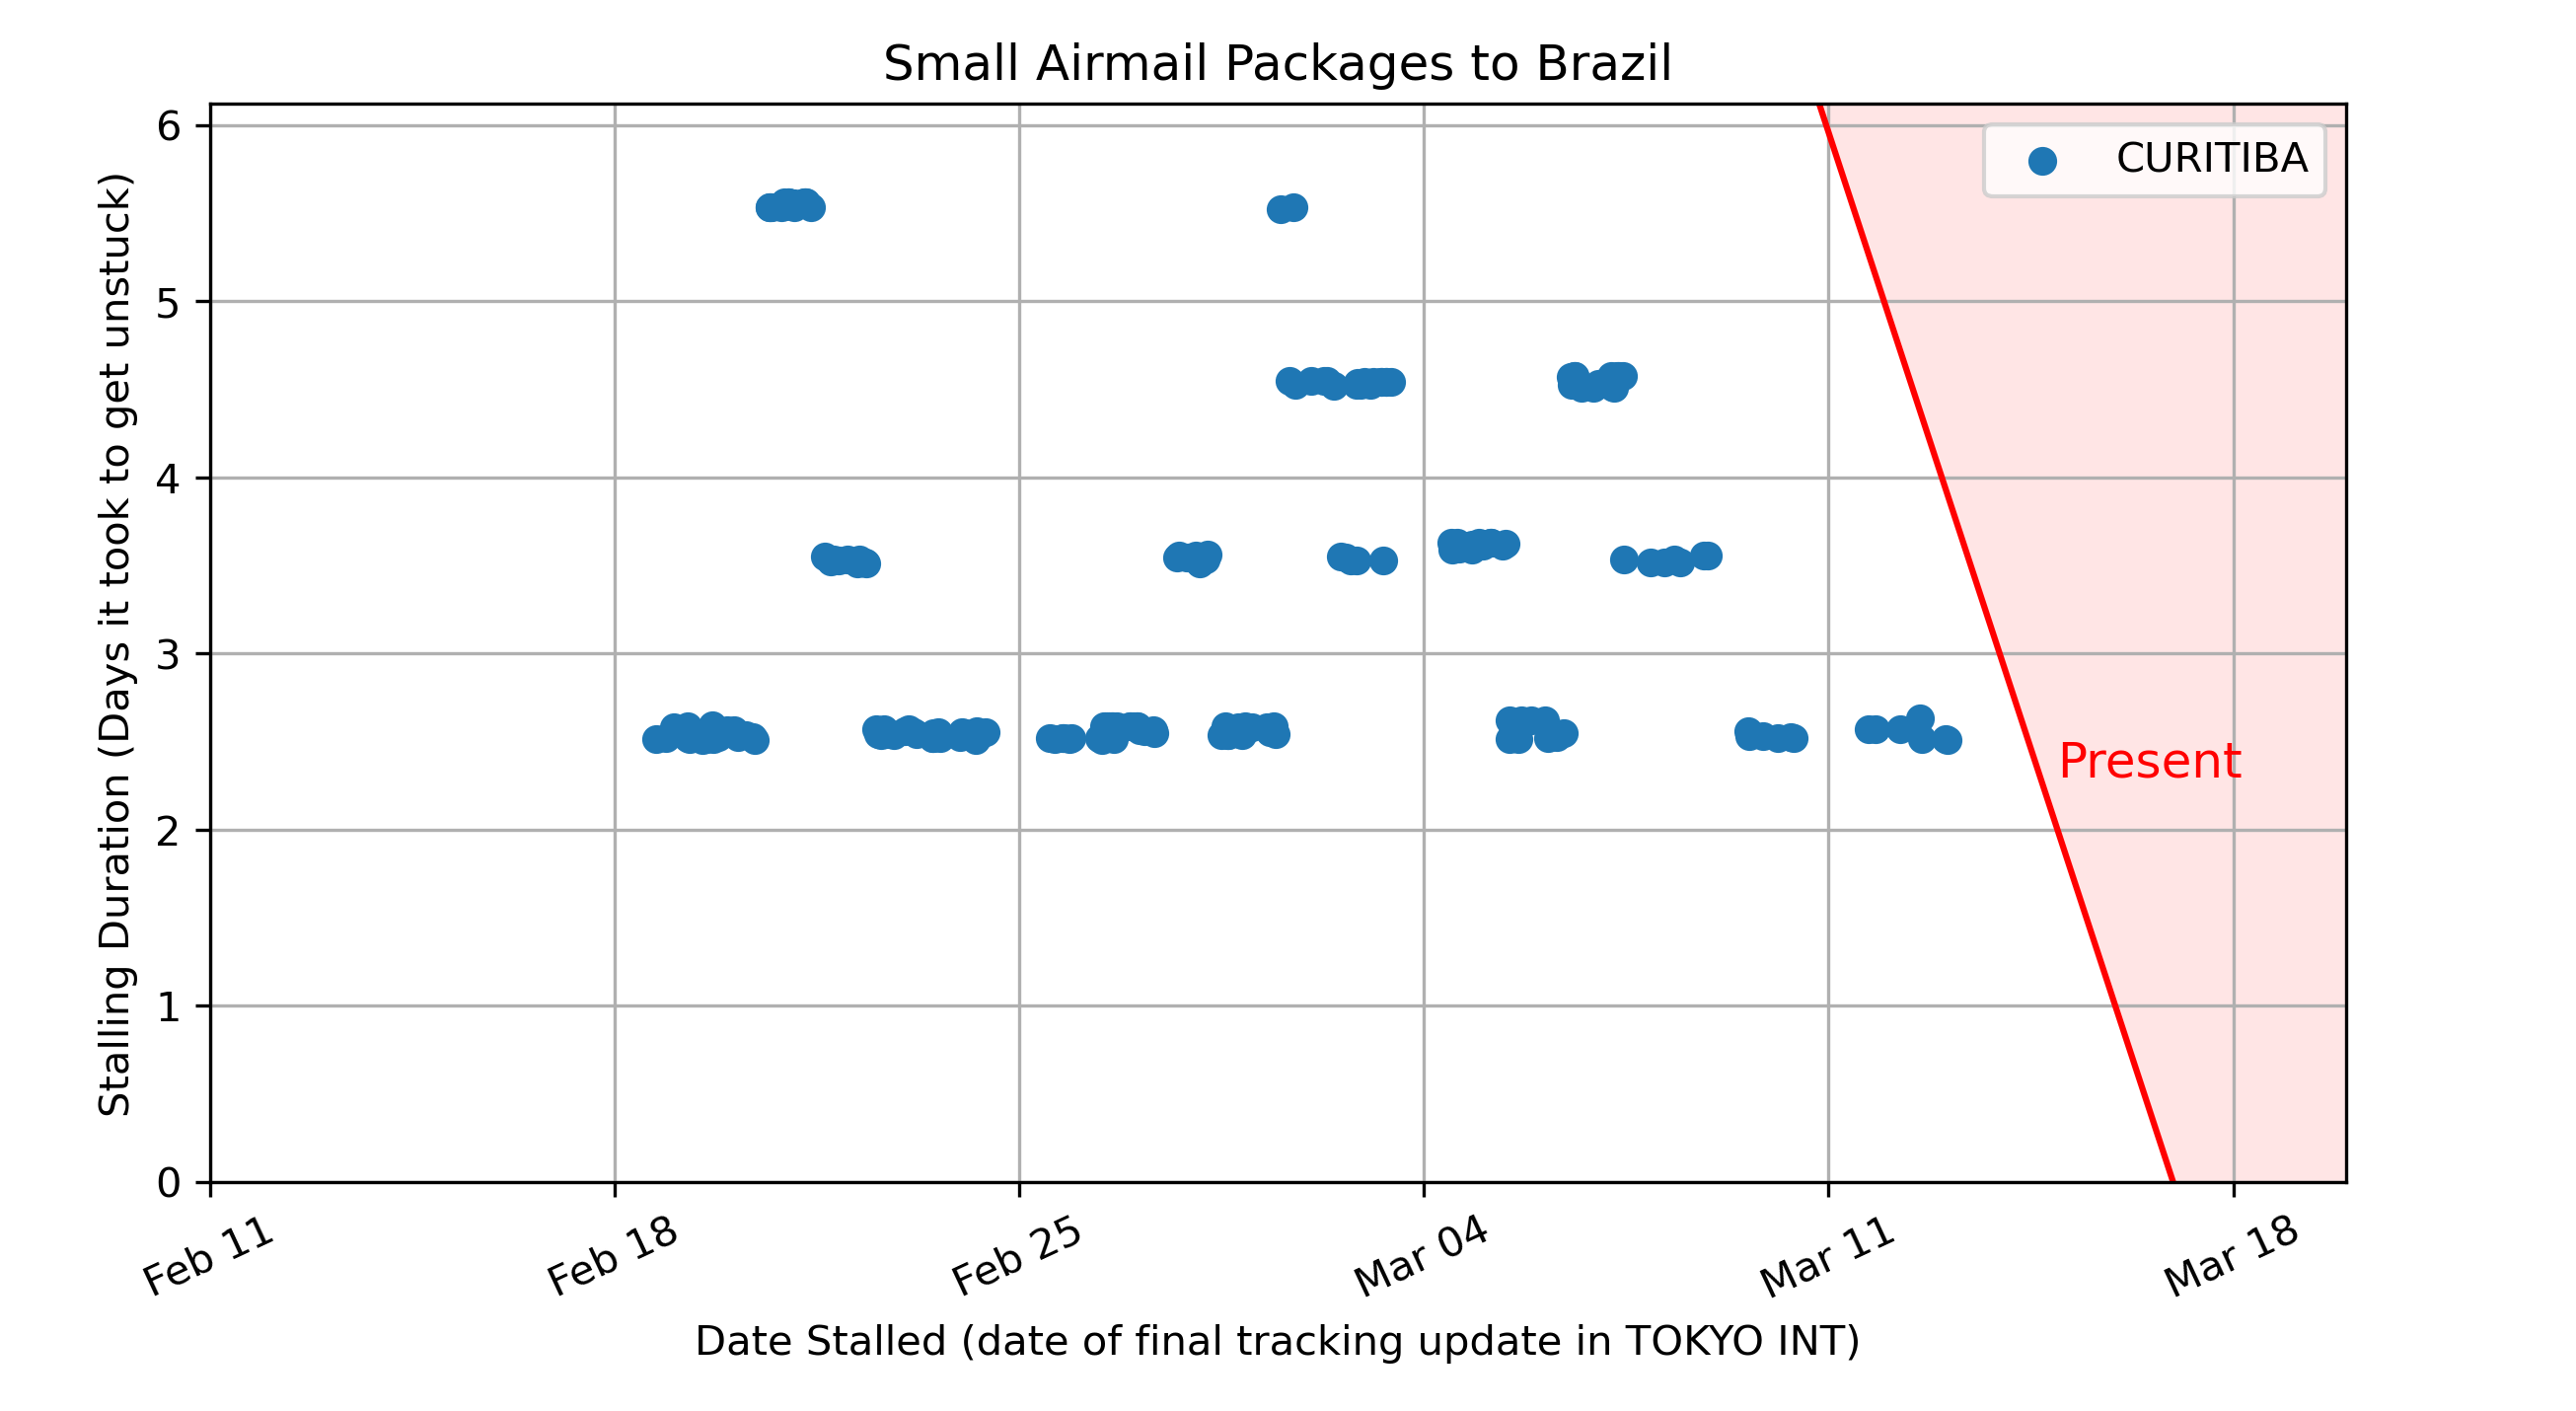 Small Airmail Packages to Brazil
Stalling Duration (Days it took to get unstuck)
6
5
4
3
2
1
0
CURITIBA
Present
Feb 11
Feb 18
Feb 25
Mar 04
Mar 11
Mar 18
Date Stalled (date of final tracking update in TOKYO INT)